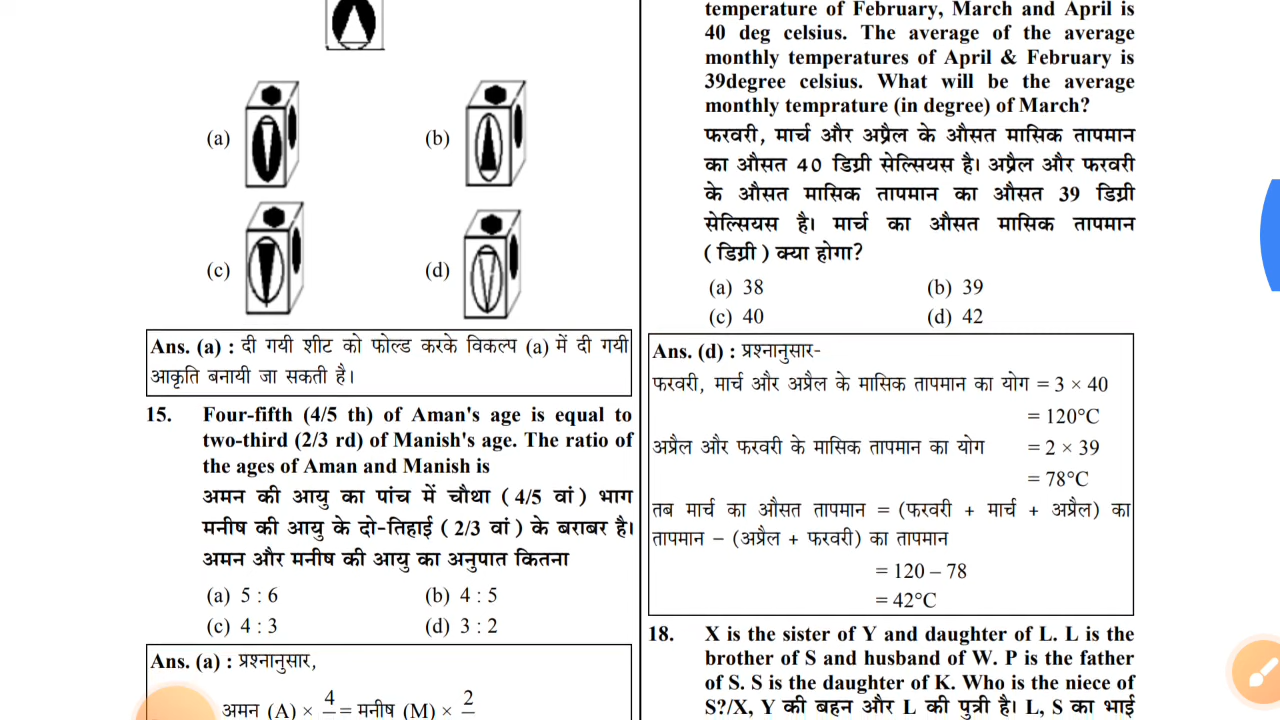 (a)
(b)
(c)
(d)
Ans. (a) : दी गयी शीट को फोल्ड करके विकल्प (a) में दी गयी
आकृति बनायी जा सकती है।
15. Four-fifth (4/5 th) of Aman's age is equal to
two-third (2/3 rd) of Manish's age. The ratio of
the ages of Aman and Manish is
अमन की आयु का पांच में चौथा ( 4/5 वां ) भाग
मनीष की आयु के दो-तिहाई ( 2/3 वां ) के बराबर है।
अमन और मनीष की आयु का अनुपात कितना
(a) 5 : 6 (b) 4 : 5
(c) 4 : 3 (d) 3 : 2
Ans. (a) : प्रश्नानुसार,
अमन (A) × 4/ = मनीष (M) × 2/
temperature of February, March and April is
40 deg celsius. The average of the average
monthly temperatures of April & February is
39degree celsius. What will be the average
monthly temprature (in degree) of March?
फरवरी, मार्च और अप्रैल के औसत मासिक तापमान
का औसत 40 डिग्री सेल्सियस है। अप्रैल और फरवरी
के औसत मासिक तापमान का औसत 39 डिग्री
सेल्सियस है। मार्च का औसत मासिक तापमान
( डिग्री ) क्या होगा?
(a) 38 (b) 39
(c) 40 (d) 42
Ans. (d) : प्रश्नानुसार-
फरवरी, मार्च और अप्रैल के मासिक तापमान का योग = 3 × 40
= 120°C
अप्रैल और फरवरी के मासिक तापमान का योग = 2 × 39
= 78°C
तब मार्च का औसत तापमान = (फरवरी + मार्च + अप्रैल) का
तापमान – (अप्रैल + फरवरी) का तापमान
= 120 – 78
= 42°C
18. X is the sister of Y and daughter of L. L is the
brother of S and husband of W. P is the father
of S. S is the daughter of K. Who is the niece of
S?/X, Y की बहन और L की पुत्री है। L, S का भाई